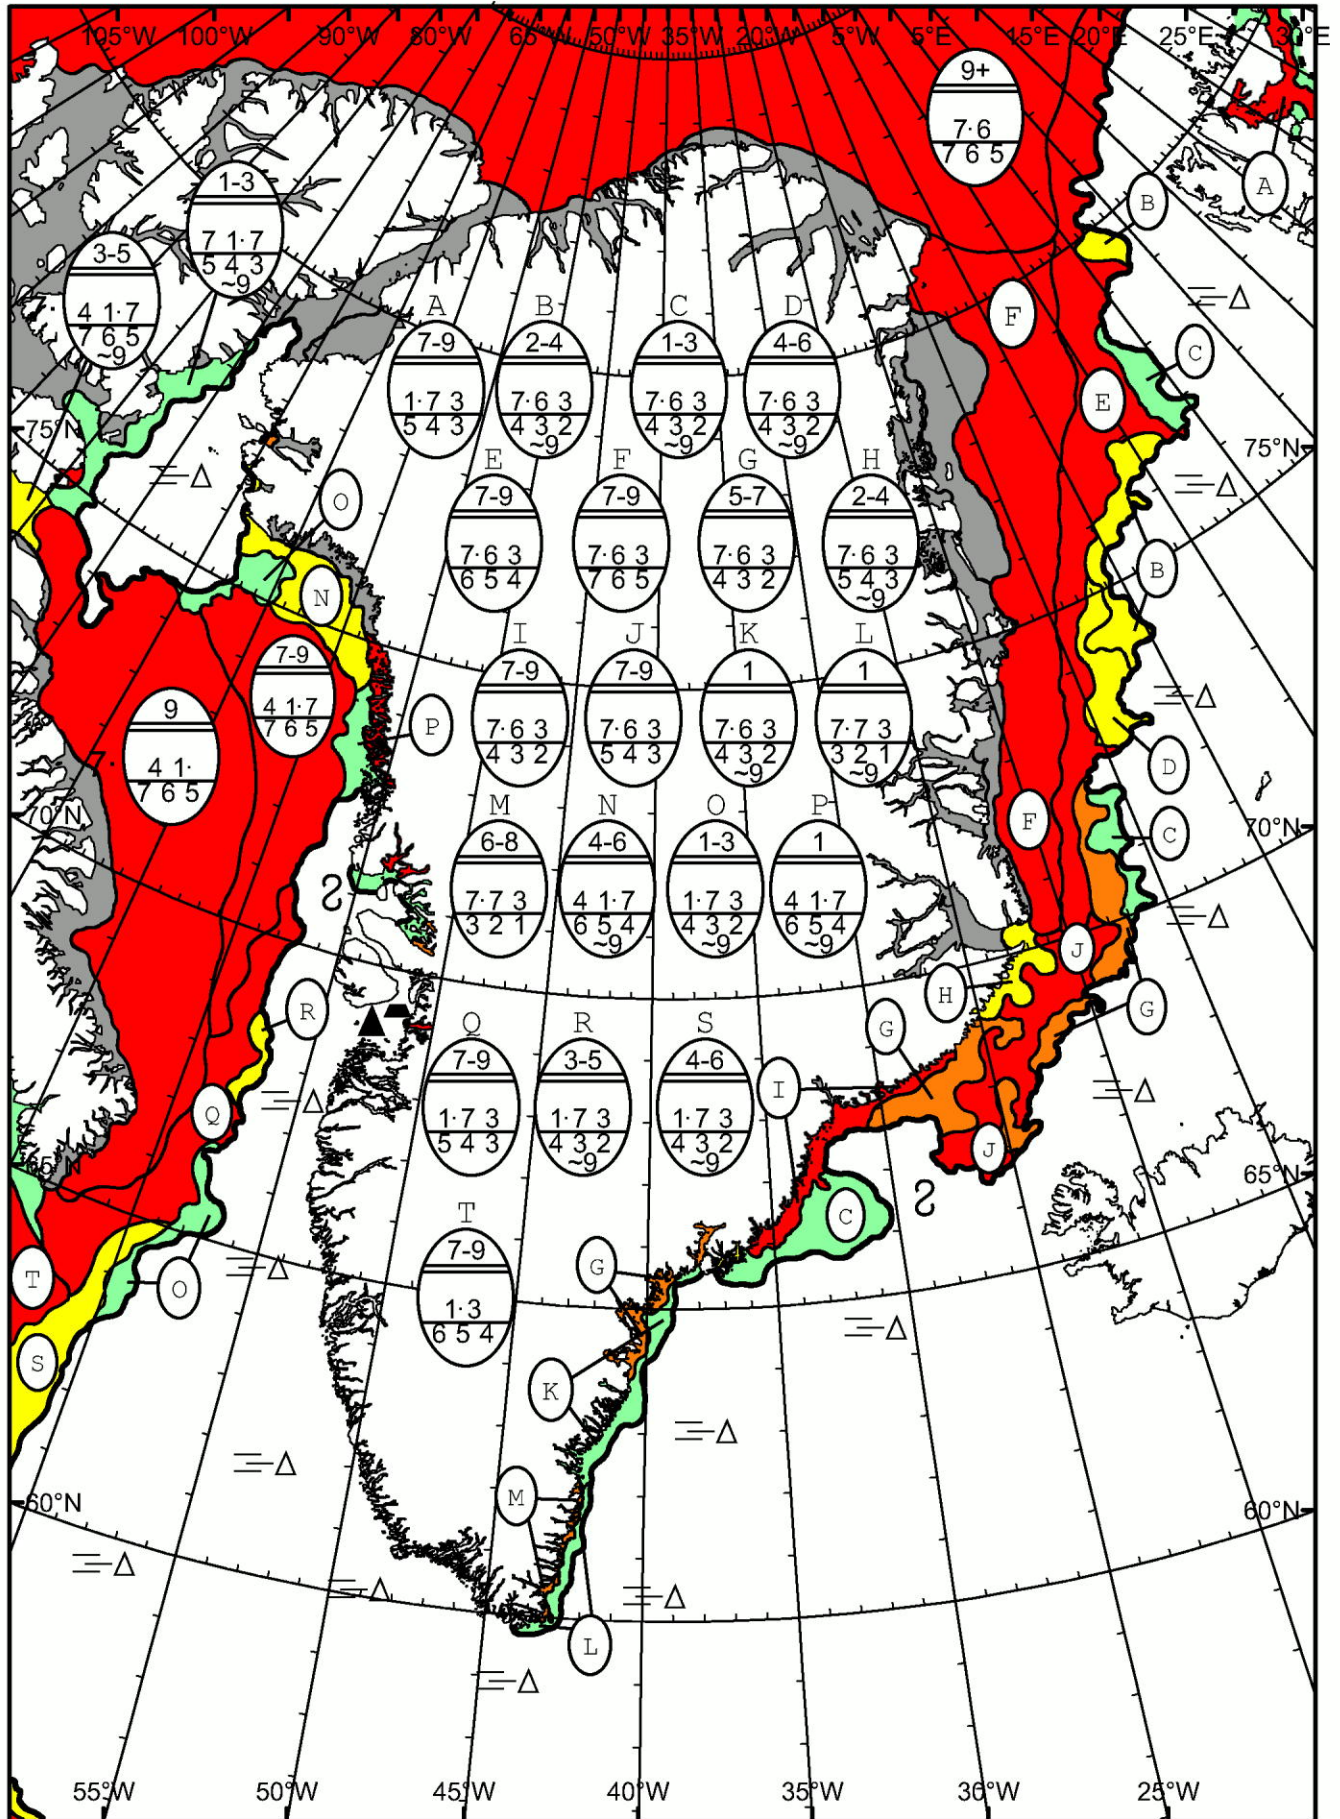 105°W 100°W 90°W 80°W 65°W 50°W 35°W 20°W 5°W 5°E 15°E 20°E 25°E 30°E
9+
7· 6
7 6 5
1-3
7 1· 7
5 4 3
~9
3-5
4 1· 7
7 6 5
~9
A
B
C
E
F
A B C D
7-9 2-4 1-3 4-6
1· 7 3 7· 6 3 7· 6 3 7· 6 3
5 4 3 4 3 2 4 3 2 4 3 2
~9 ~9 ~9
75°N 75°N
E F G H
7-9 7-9 5-7 2-4
7· 6 3 7· 6 3 7· 6 3 7· 6 3
6 5 4 7 6 5 4 3 2 5 4 3
~9
O
B
N
I J K L
7-9 7-9 1 1
7· 6 3 7· 6 3 7· 6 3 7· 7 3
4 3 2 5 4 3 4 3 2 3 2 1
~9 ~9
7-9
4 1· 7
7 6 5
9
4 1·
7 6 5
P
D
70°N 70°N
M N O P
6-8 4-6 1-3 1
7· 7 3 4 1· 7 1· 7 3 4 1· 7
3 2 1 6 5 4 4 3 2 6 5 4
~9 ~9 ~9
F
C
J
H
G
R
G
Q R S
7-9 3-5 4-6
1· 7 3 1· 7 3 1· 7 3
5 4 3 4 3 2 4 3 2
~9 ~9
I
Q
J
65°N 65°N
C
T
7-9
1· 3
6 5 4
G
T
O
S
K
M
60°N 60°N
L
55°W 50°W 45°W 40°W 35°W 30°W 25°W